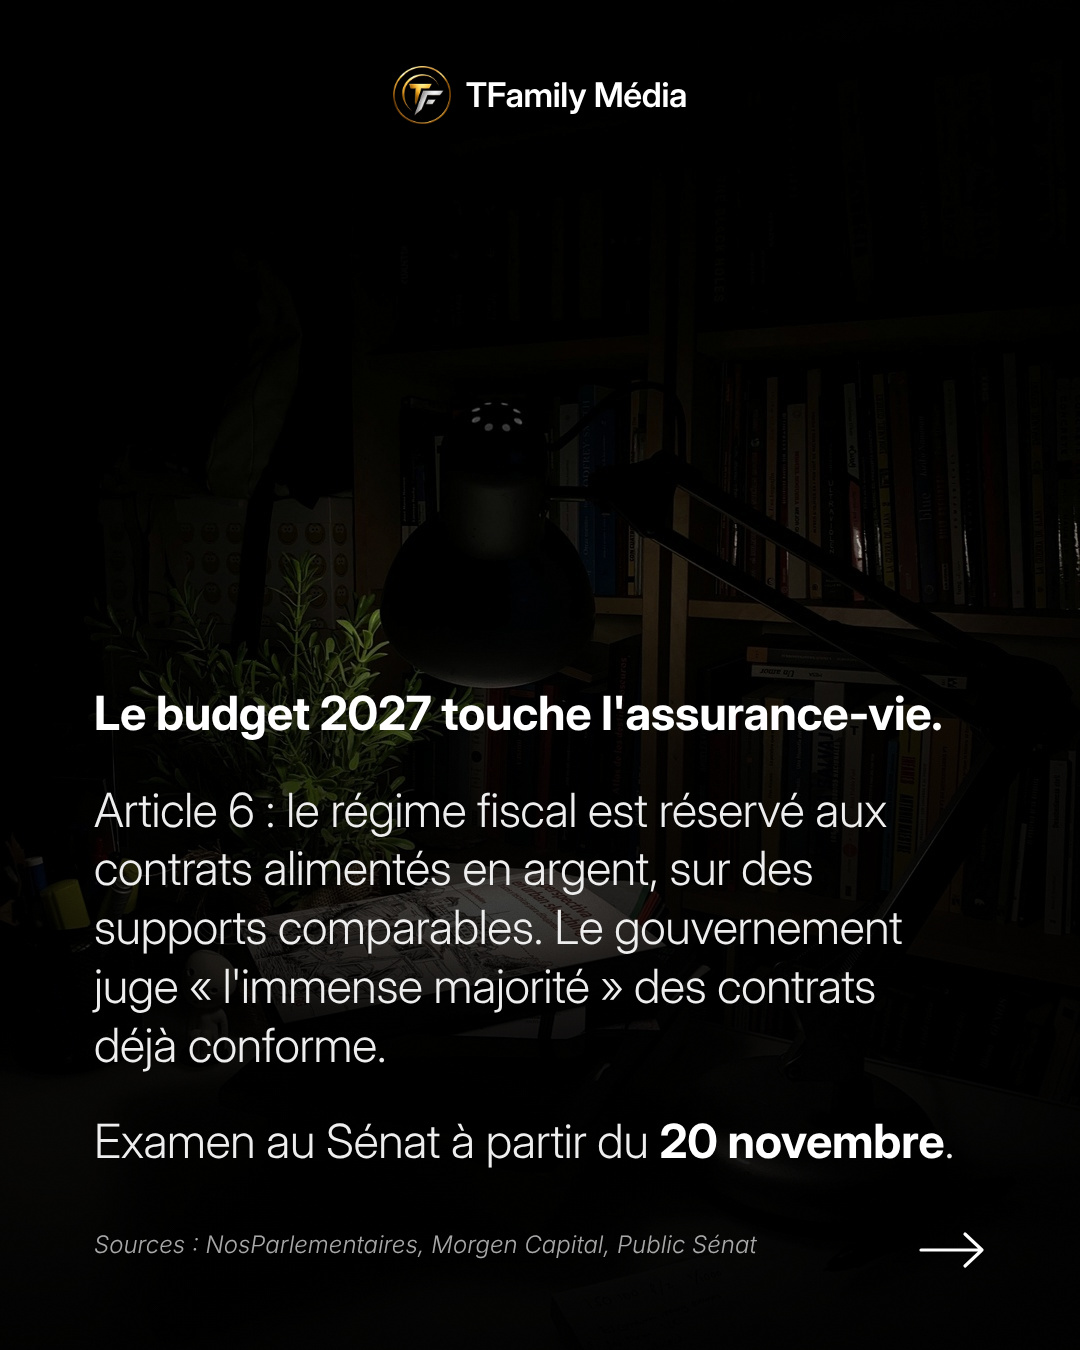 TFamily Média
Le budget 2027 touche l'assurance-vie.
Article 6 : le régime fiscal est réservé aux
contrats alimentés en argent, sur des
supports comparables. Le gouvernement
juge « l'immense majorité » des contrats
déjà conforme.
Examen au Sénat à partir du 20 novembre.
Sources : NosParlementaires, Morgen Capital, Public Sénat